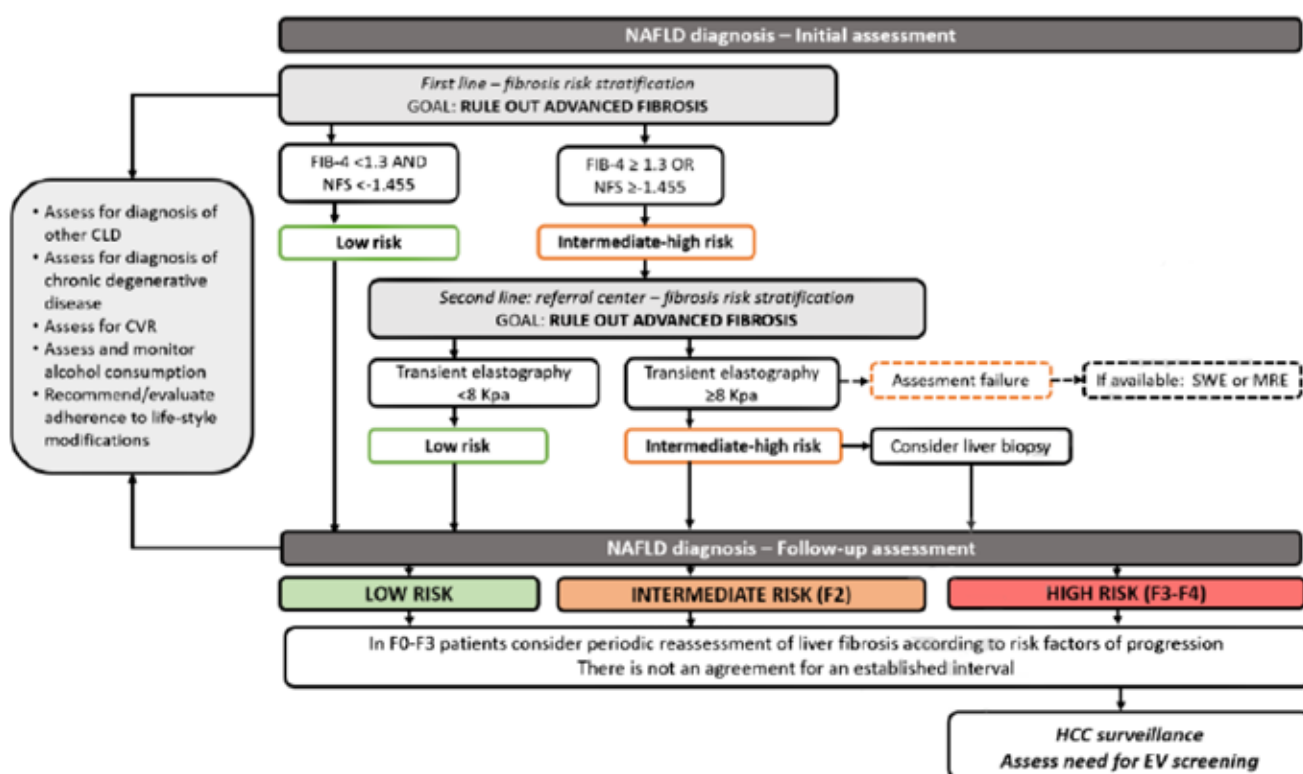 NAFLD diagnosis – Initial assessment
First line – fibrosis risk stratification
GOAL: RULE OUT ADVANCED FIBROSIS
FIB-4 <1.3 AND
NFS <-1.455
FIB-4 ≥ 1.3 OR
NFS ≥-1.455
Low risk
Intermediate-high risk
• Assess for diagnosis of
other CLD
• Assess for diagnosis of
chronic degenerative
disease
• Assess for CVR
• Assess and monitor
alcohol consumption
• Recommend/evaluate
adherence to life-style
modifications
Second line: referral center – fibrosis risk stratification
GOAL: RULE OUT ADVANCED FIBROSIS
Transient elastography
<8 Kpa
Transient elastography
≥8 Kpa
Assesment failure
If available: SWE or MRE
Low risk
Intermediate-high risk
Consider liver biopsy
NAFLD diagnosis – Follow-up assessment
LOW RISK
INTERMEDIATE RISK (F2)
HIGH RISK (F3-F4)
In F0-F3 patients consider periodic reassessment of liver fibrosis according to risk factors of progression
There is not an agreement for an established interval
HCC surveillance
Assess need for EV screening